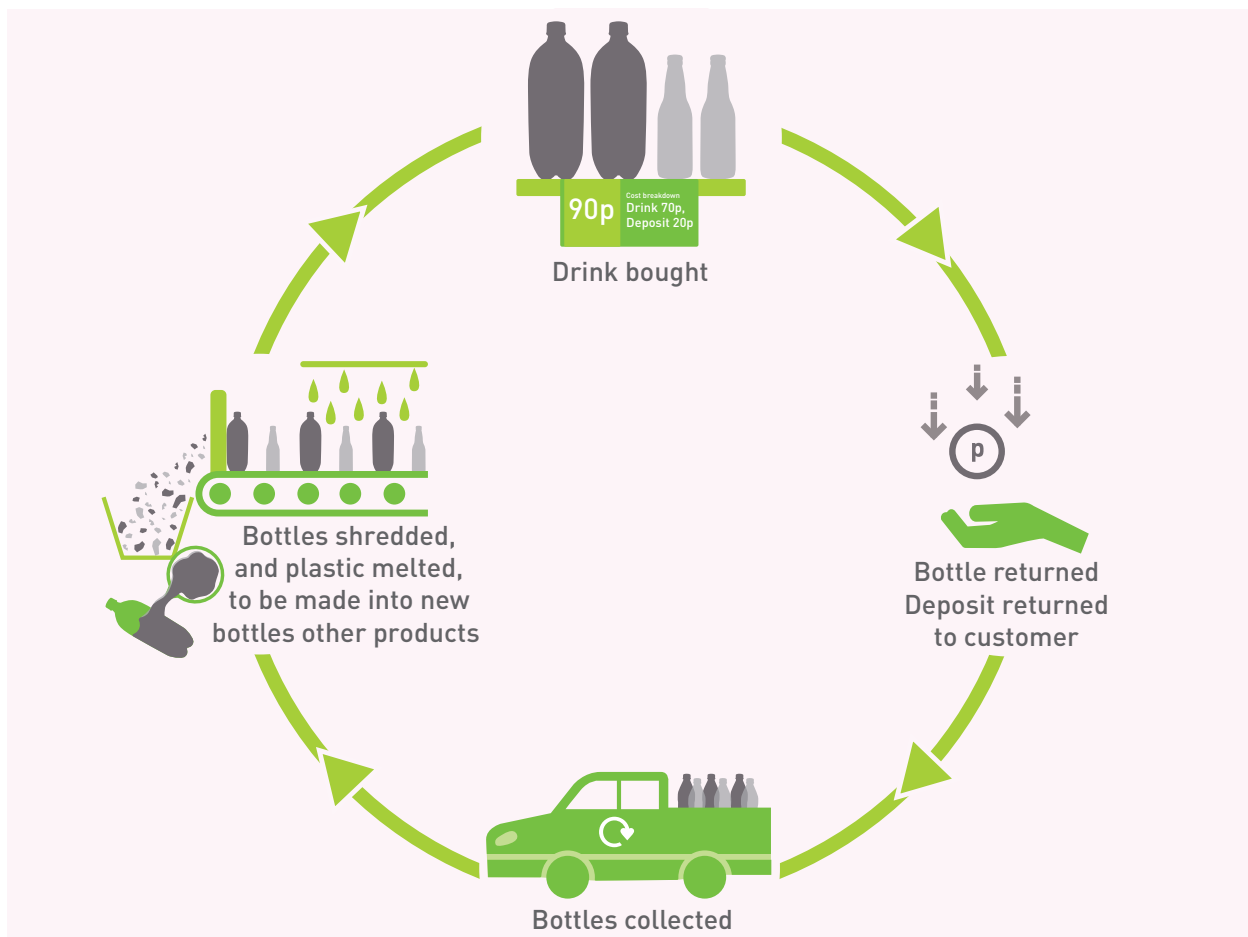 90p
Cost breakdown
Drink 70p,
Deposit 20p
Drink bought
p
Bottle returned
Deposit returned
to customer
Bottles collected
Bottles shredded,
and plastic melted,
to be made into new
bottles other products